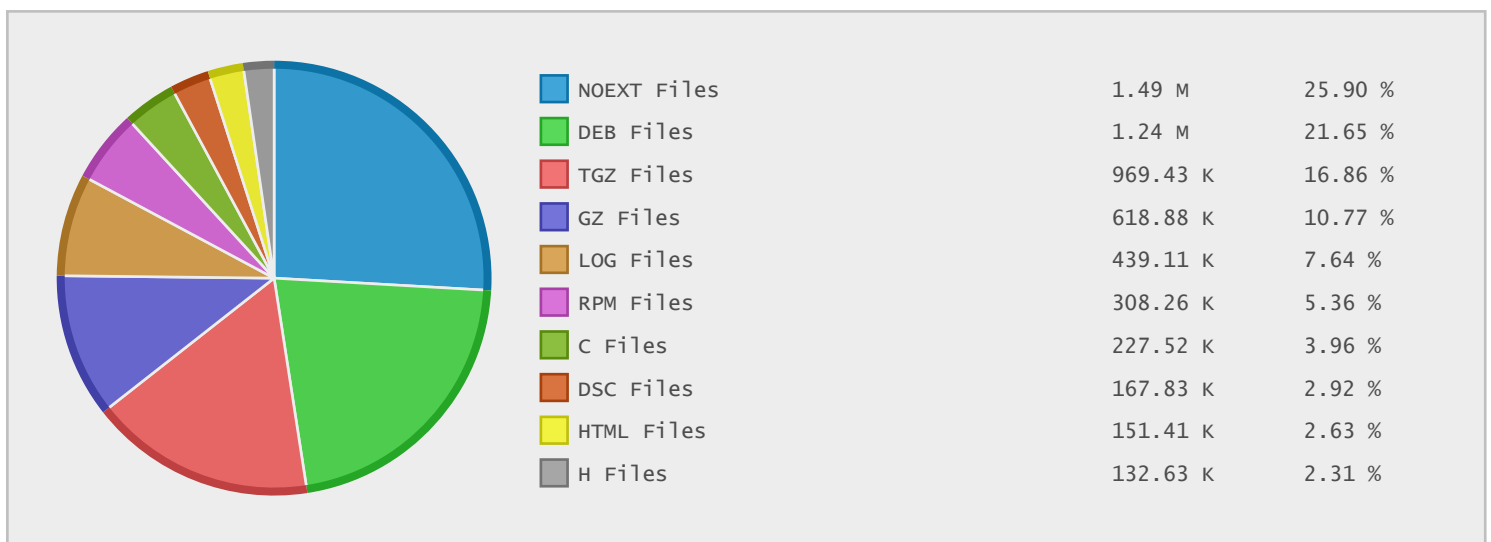 NOEXT Files 1.49 M 25.90 %
DEB Files 1.24 M 21.65 %
TGZ Files 969.43 K 16.86 %
GZ Files 618.88 K 10.77 %
LOG Files 439.11 K 7.64 %
RPM Files 308.26 K 5.36 %
C Files 227.52 K 3.96 %
DSC Files 167.83 K 2.92 %
HTML Files 151.41 K 2.63 %
H Files 132.63 K 2.31 %